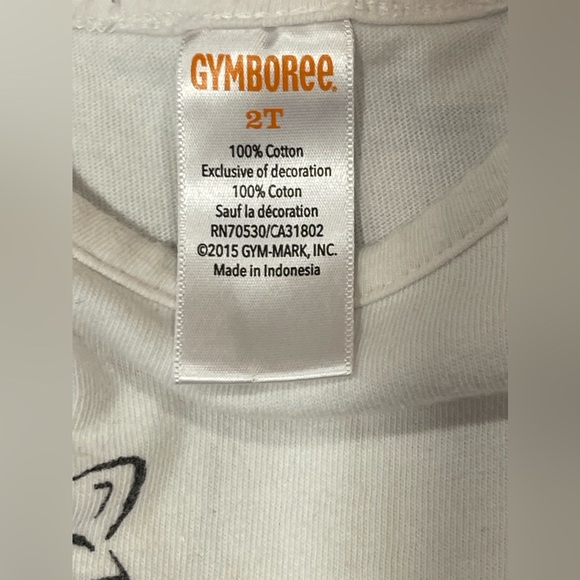 GYMBOREE
2T
100% Cotton
Exclusive of decoration
100% Coton
Sauf la décoration
RN70530/CA31802
©2015 GYM-MARK, INC.
Made in Indonesia